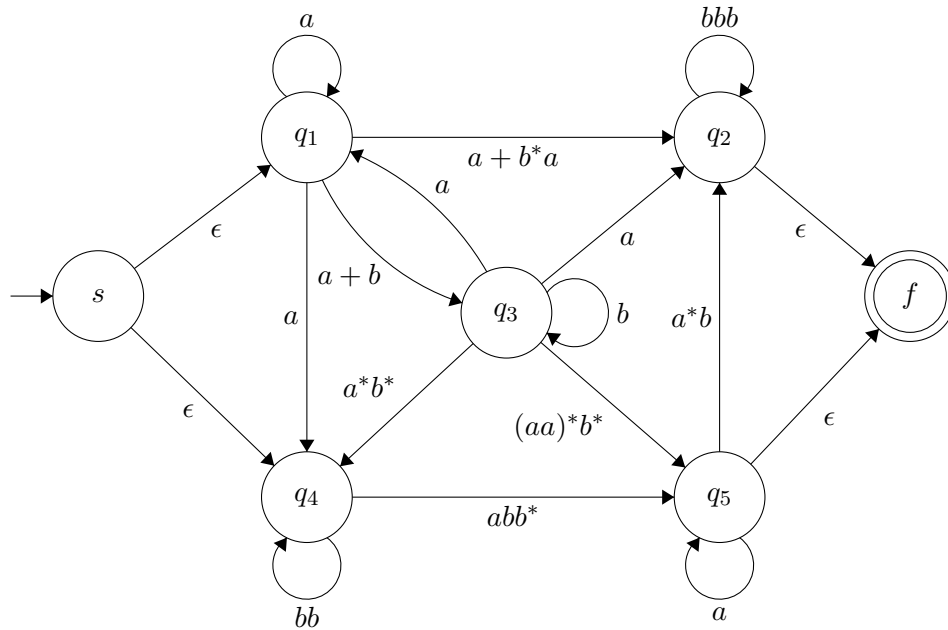 a
bbb
q₁
a + b*a
q₂
a
ϵ
a
ϵ
a + b
s
a
q₃
b
a*b
f
a*b*
(aa)*b*
ϵ
ϵ
q₄
abb*
q₅
bb
a